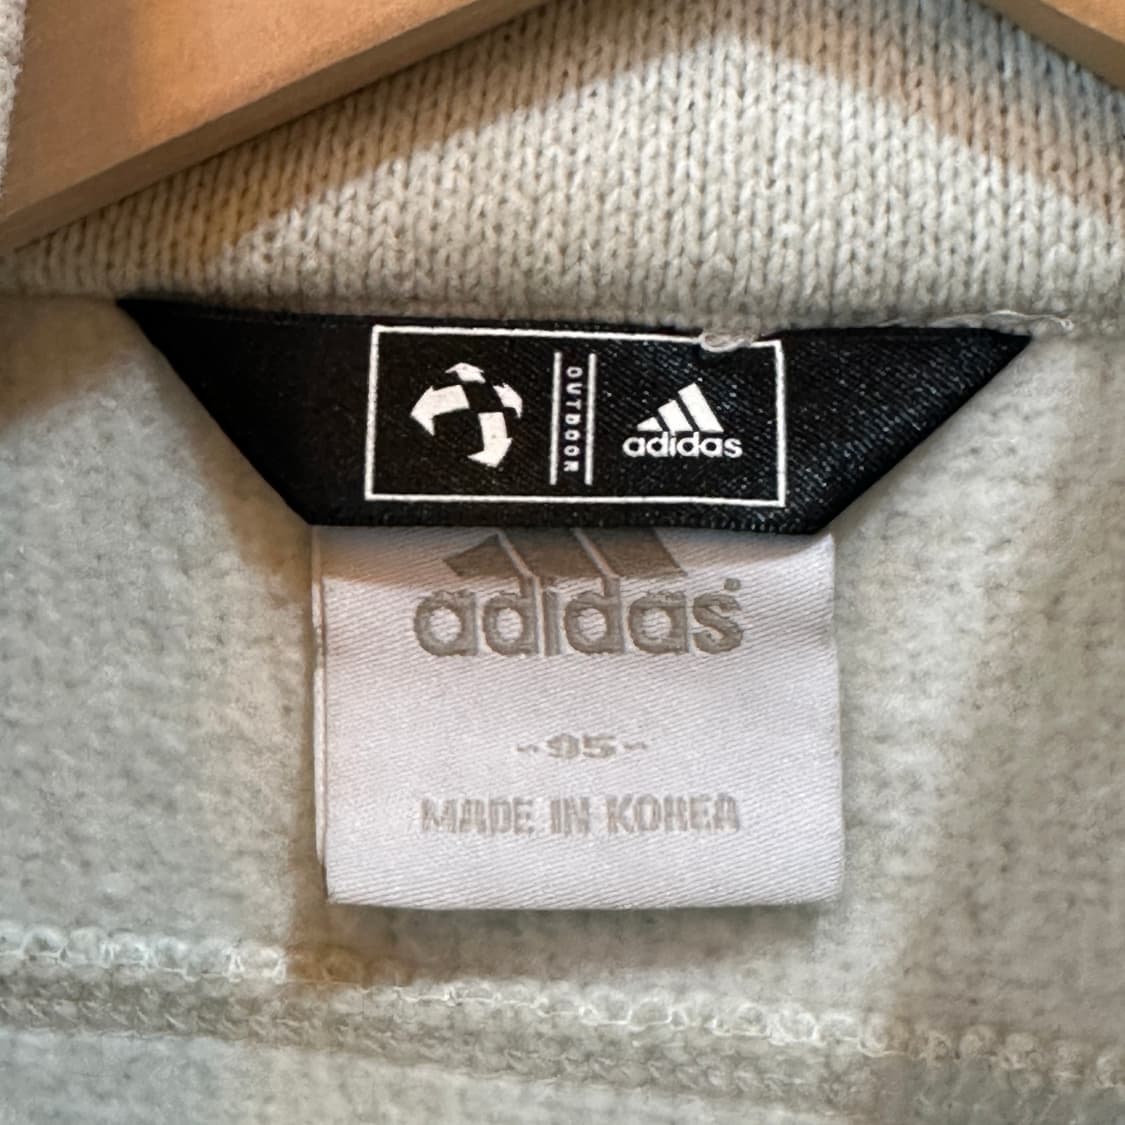 OUTDOOR
adidas
adidas®
-95-
MADE IN KOREA